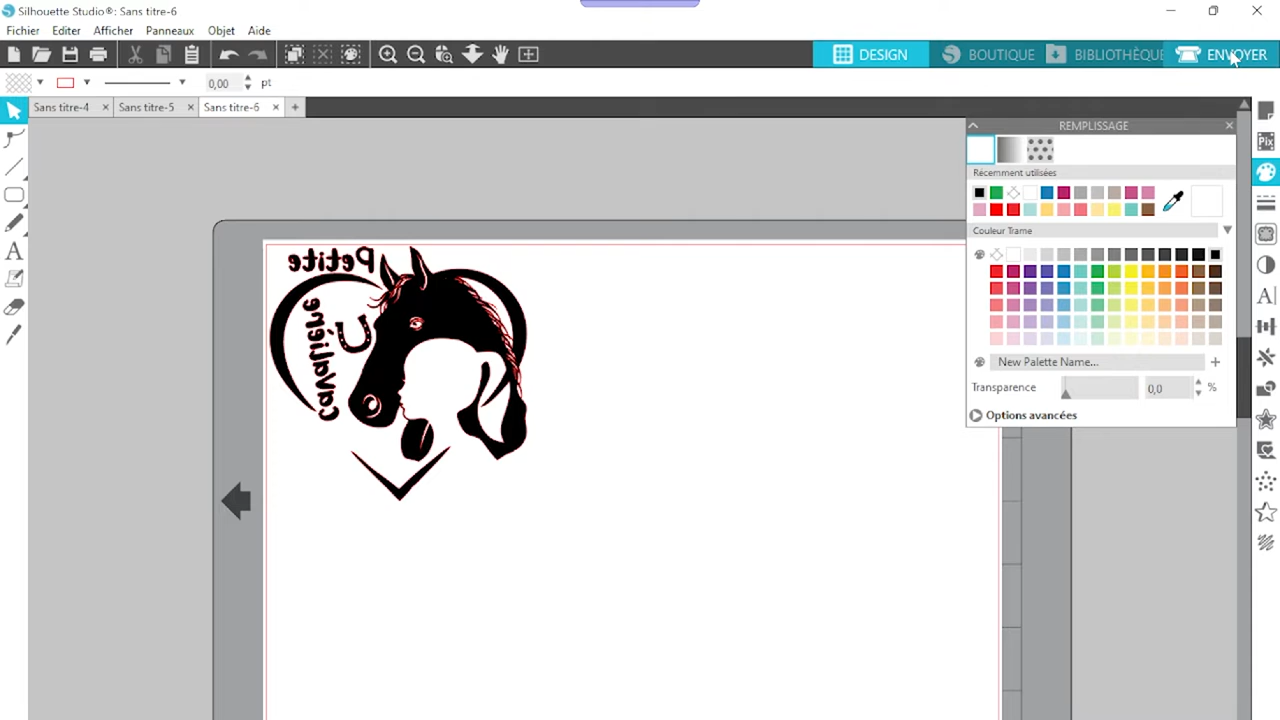 Silhouette Studio®: Sans titre-6
Fichier Editer Afficher Panneaux Objet Aide
DESIGN BOUTIQUE BIBLIOTHÈQUE ENVOYER
0,00 pt
Sans titre-4 Sans titre-5 Sans titre-6
REMPLISSAGE
Récemment utilisées
Couleur Trame
New Palette Name...
Transparence 0,0 %
Options avancées
Petite
cavalière